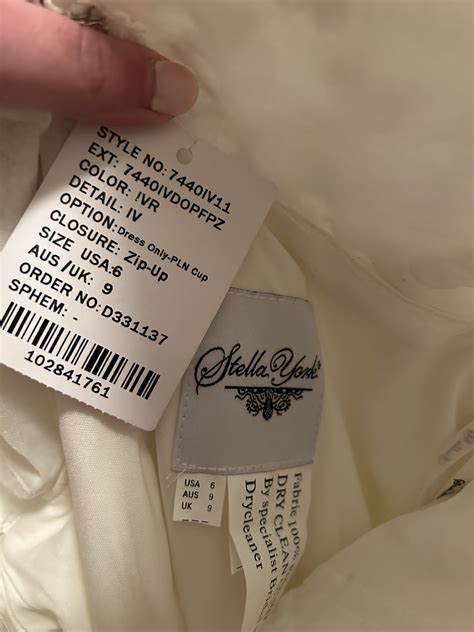 STYLE NO:7440IV11
EXT: 7440IVDOPFPZ
COLOR: IVR
DETAIL: IV
OPTION:Dress Only-PLN Cup
CLOSURE: Zip-Up
SIZE USA:6
AUS/UK: 9
ORDER NO:D331137
SPHEM: -
102841761
Stella York
USA 6
AUS 9
UK 9
Fabric 100%
DRY CLEAN
By specialist
Drycleaner